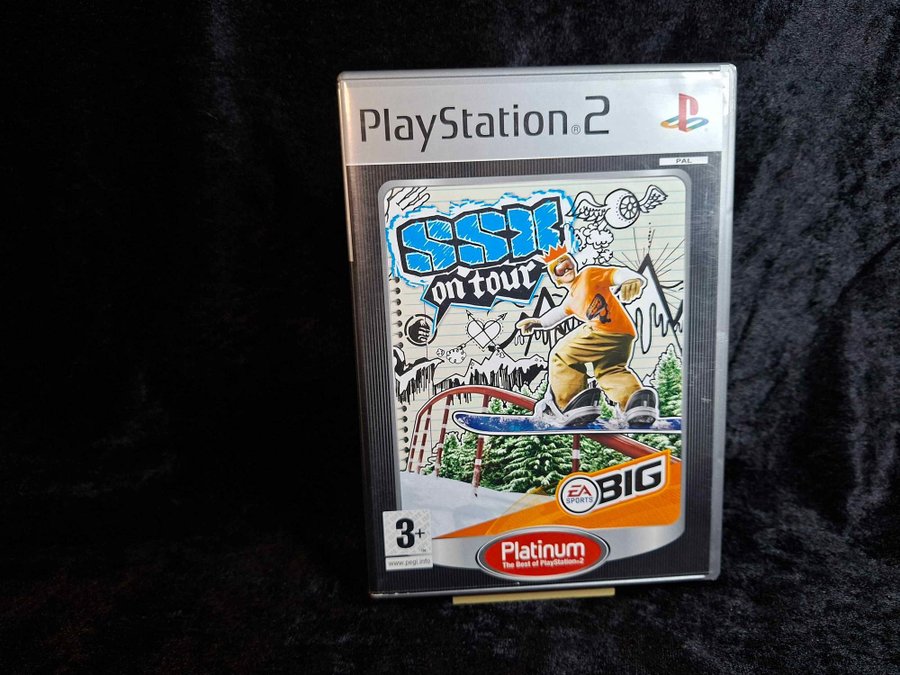 PlayStation®2
PAL
SSX
on tour
EA
SPORTS
BIG
3+
www.pegi.info
Platinum
The Best of PlayStation®2